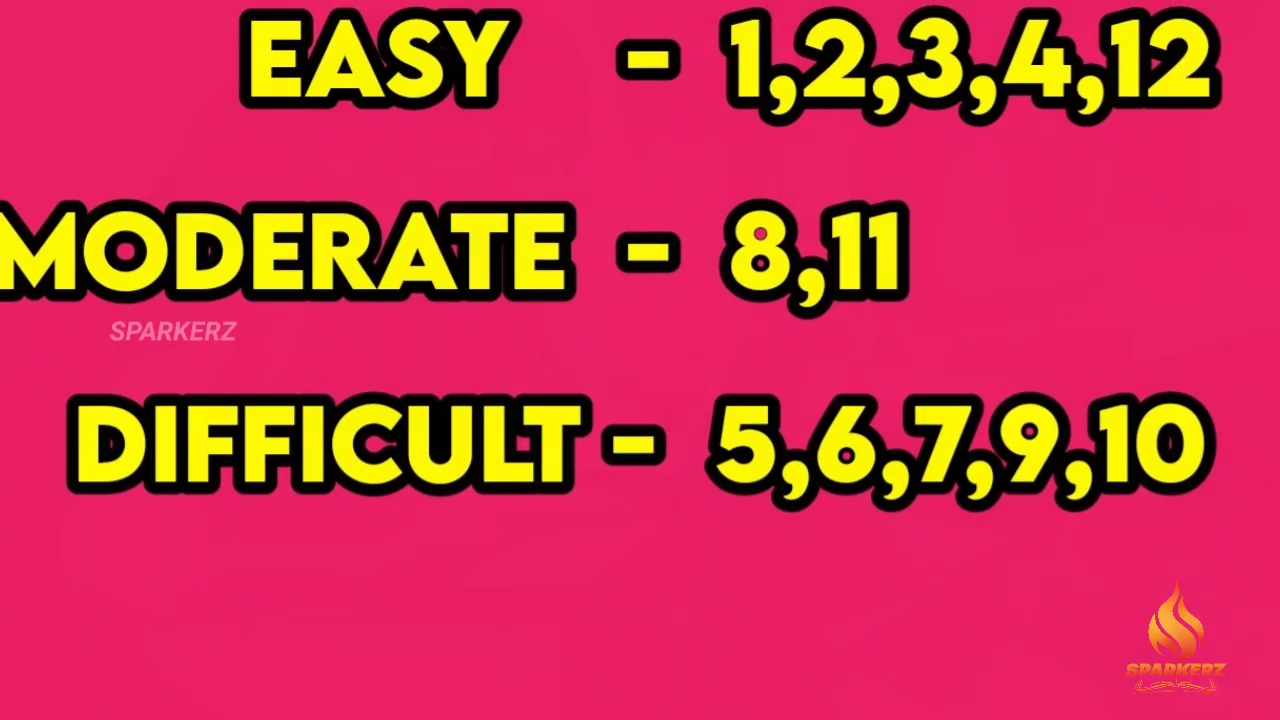 EASY - 1,2,3,4,12
MODERATE - 8,11
SPARKERZ
DIFFICULT - 5,6,7,9,10
SPARKERZ